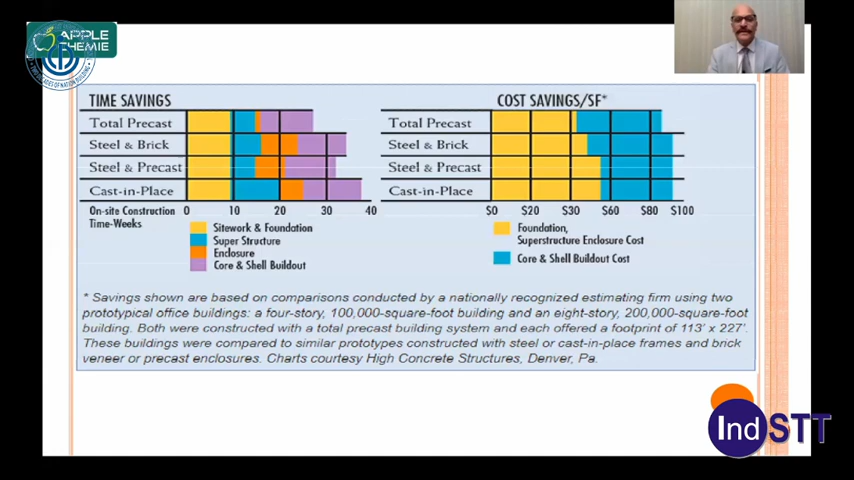 APPLE
CHEMIE
TIME SAVINGS
Total Precast
Steel & Brick
Steel & Precast
Cast-in-Place
On-site Construction
Time-Weeks
0 10 20 30 40
Sitework & Foundation
Super Structure
Enclosure
Core & Shell Buildout
COST SAVINGS/SF*
Total Precast
Steel & Brick
Steel & Precast
Cast-in-Place
$0 $20 $30 $60 $80 $100
Foundation,
Superstructure Enclosure Cost
Core & Shell Buildout Cost
* Savings shown are based on comparisons conducted by a nationally recognized estimating firm using two
prototypical office buildings: a four-story, 100,000-square-foot building and an eight-story, 200,000-square-foot
building. Both were constructed with a total precast building system and each offered a footprint of 113' x 227'.
These buildings were compared to similar prototypes constructed with steel or cast-in-place frames and brick
veneer or precast enclosures. Charts courtesy High Concrete Structures, Denver, Pa.
IndSTT